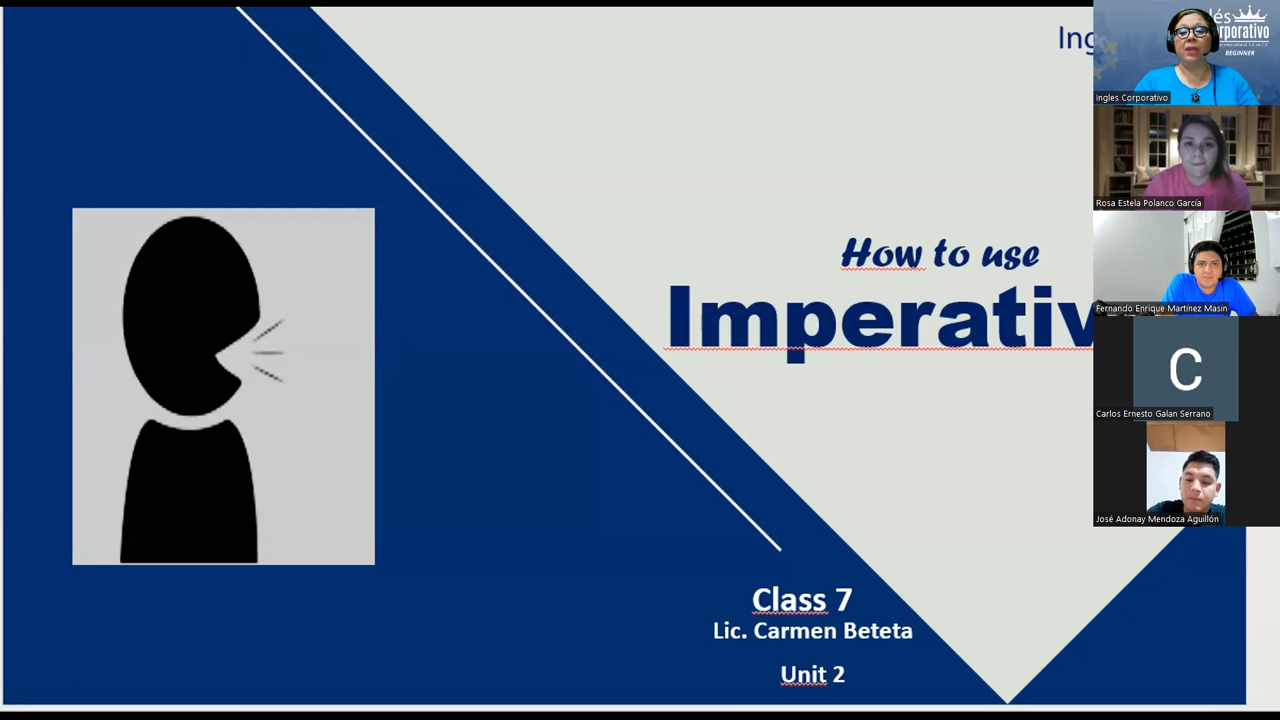 How to use
Class 7
Lic. Carmen Beteta
Unit 2
BEGINNER
Ingles Corporativo
Rosa Estela Polanco García
Fernando Enrique Martínez Masin
C
Carlos Ernesto Galan Serrano
José Adonay Mendoza Aguillón